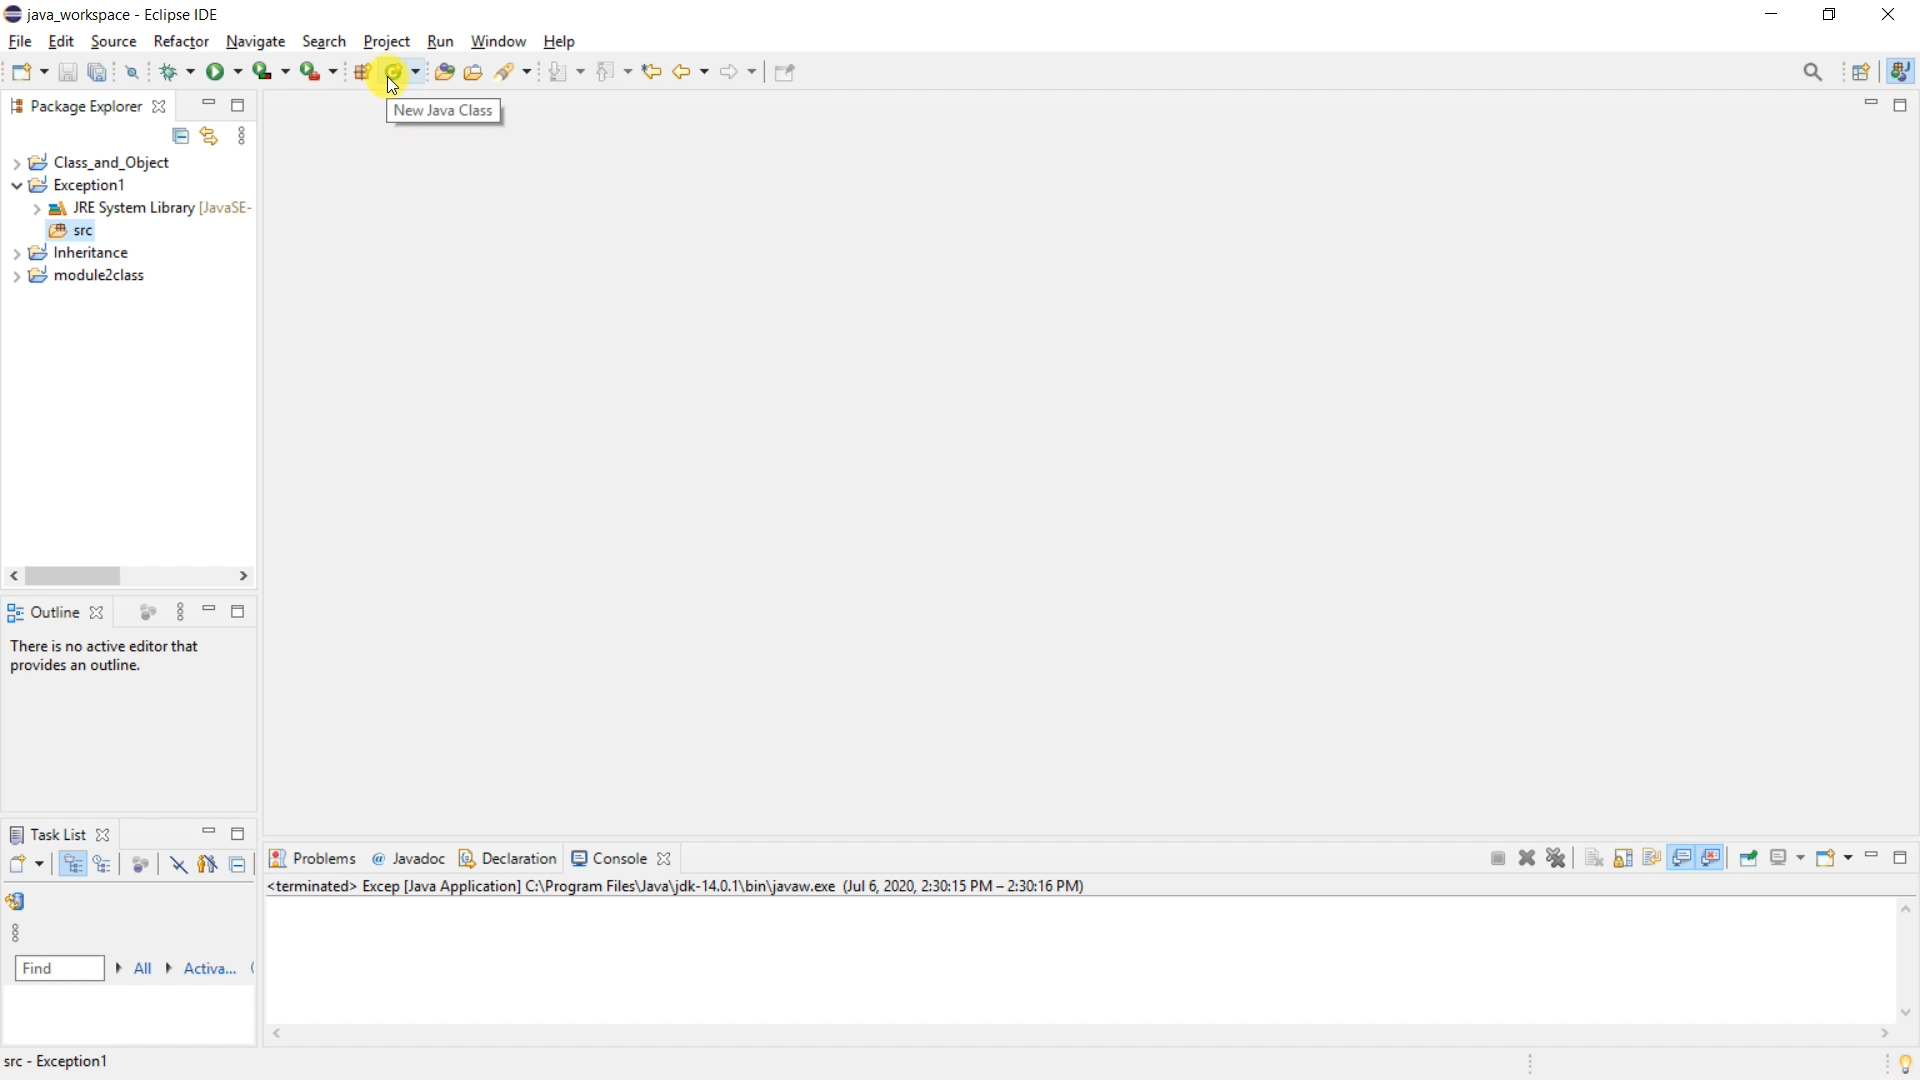 java_workspace - Eclipse IDE
File Edit Source Refactor Navigate Search Project Run Window Help
Package Explorer
New Java Class
Class_and_Object
Exception1
JRE System Library [JavaSE-
src
Inheritance
module2class
Outline
There is no active editor that
provides an outline.
Task List
Find All Activa...
Problems @ Javadoc Declaration Console
<terminated> Excep [Java Application] C:\Program Files\Java\jdk-14.0.1\bin\javaw.exe (Jul 6, 2020, 2:30:15 PM – 2:30:16 PM)
src - Exception1